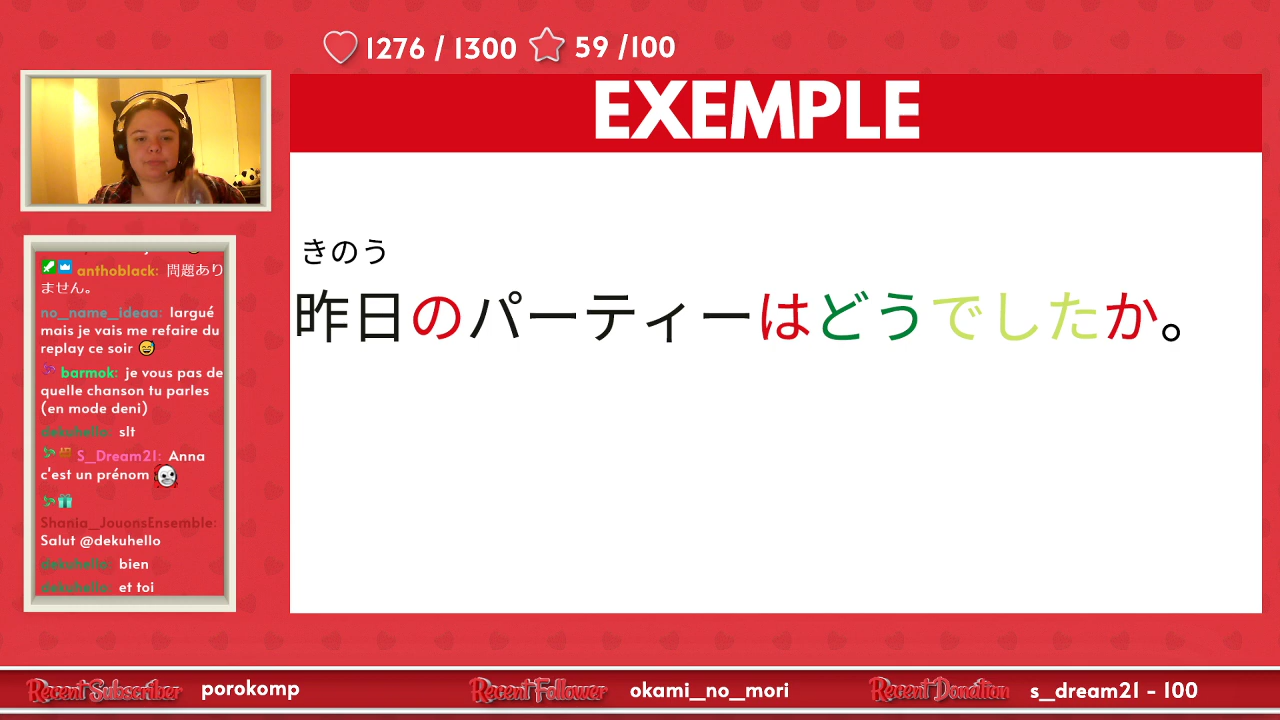 1276 / 1300 59 /100
EXEMPLE
きのう
昨日のパーティーはどうでしたか。
anthoblack: 問題あり
ません。
no_name_ideaa: largué
mais je vais me refaire du
replay ce soir
barmok: je vous pas de
quelle chanson tu parles
(en mode deni)
dekuhello: slt
S_Dream21: Anna
c'est un prénom
Shania_JouonsEnsemble:
Salut @dekuhello
dekuhello: bien
dekuhello: et toi
Recent Subscriber porokomp
Recent Follower okami_no_mori
Recent Donation s_dream21 - 100